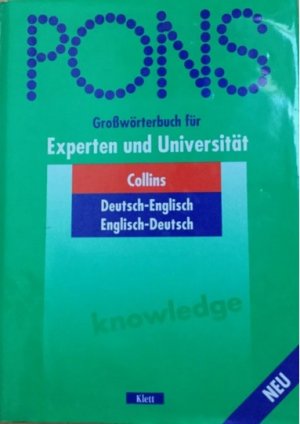 PONS
Großwörterbuch für
Experten und Universität
Collins
Deutsch-Englisch
Englisch-Deutsch
knowledge
NEU
Klett